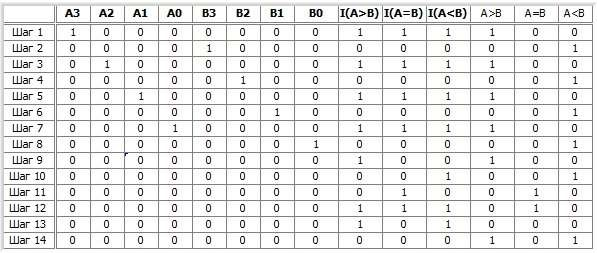 A3 A2 A1 A0 B3 B2 B1 B0 I(A>B) I(A=B) I(A<B) A>B A=B A<B
Шаг 1 1 0 0 0 0 0 0 0 1 1 1 1 0 0
Шаг 2 0 0 0 0 1 0 0 0 0 0 0 0 0 1
Шаг 3 0 1 0 0 0 0 0 0 1 1 1 1 0 0
Шаг 4 0 0 0 0 0 1 0 0 0 0 0 0 0 1
Шаг 5 0 0 1 0 0 0 0 0 1 1 1 1 0 0
Шаг 6 0 0 0 0 0 0 1 0 0 0 0 0 0 1
Шаг 7 0 0 0 1 0 0 0 0 1 1 1 1 0 0
Шаг 8 0 0 0 0 0 0 0 1 0 0 0 0 0 1
Шаг 9 0 0 0 0 0 0 0 0 1 0 0 1 0 0
Шаг 10 0 0 0 0 0 0 0 0 0 0 1 0 0 1
Шаг 11 0 0 0 0 0 0 0 0 0 1 0 0 1 0
Шаг 12 0 0 0 0 0 0 0 0 1 1 1 0 1 0
Шаг 13 0 0 0 0 0 0 0 0 1 0 1 0 0 0
Шаг 14 0 0 0 0 0 0 0 0 0 0 0 1 0 1